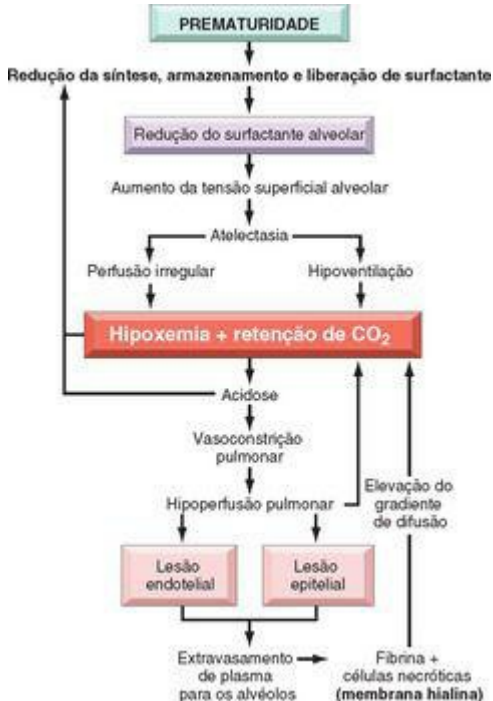 PREMATURIDADE
Redução da síntese, armazenamento e liberação de surfactante
Redução do surfactante alveolar
Aumento da tensão superficial alveolar
Atelectasia
Perfusão irregular
Hipoventilação
Hipoxemia + retenção de CO₂
Acidose
Vasoconstrição
pulmonar
Hipoperfusão pulmonar
Elevação do
gradiente
de difusão
Lesão
endotelial
Lesão
epitelial
Extravasamento
de plasma
para os alvéolos
Fibrina +
células necróticas
(membrana hialina)